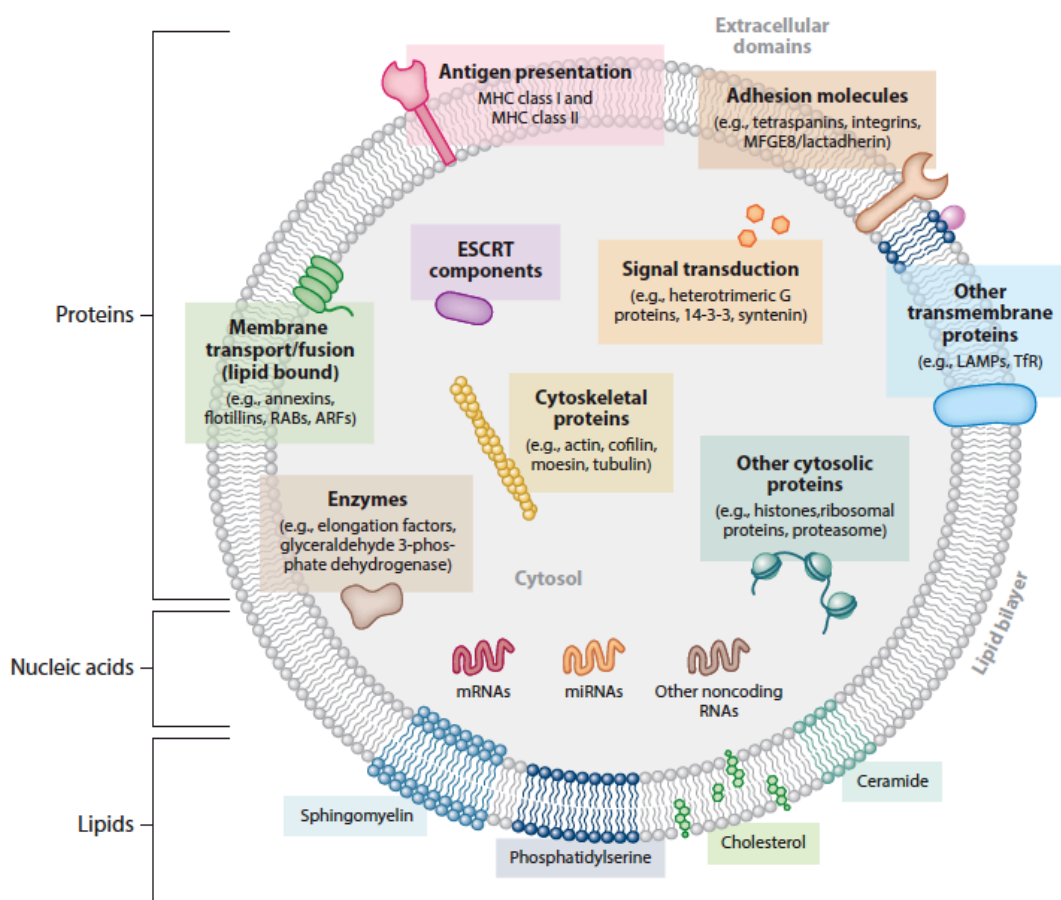 Extracellular
domains
Antigen presentation
MHC class I and
MHC class II
Adhesion molecules
(e.g., tetraspanins, integrins,
MFGE8/lactadherin)
ESCRT
components
Signal transduction
(e.g., heterotrimeric G
proteins, 14-3-3, syntenin)
Other
transmembrane
proteins
(e.g., LAMPs, TfR)
Proteins
Membrane
transport/fusion
(lipid bound)
(e.g., annexins,
flotillins, RABs, ARFs)
Cytoskeletal
proteins
(e.g., actin, cofilin,
moesin, tubulin)
Other cytosolic
proteins
(e.g., histones,ribosomal
proteins, proteasome)
Enzymes
(e.g., elongation factors,
glyceraldehyde 3-phos-
phate dehydrogenase)
Cytosol
Lipid bilayer
Nucleic acids
mRNAs
miRNAs
Other noncoding
RNAs
Lipids
Sphingomyelin
Phosphatidylserine
Cholesterol
Ceramide